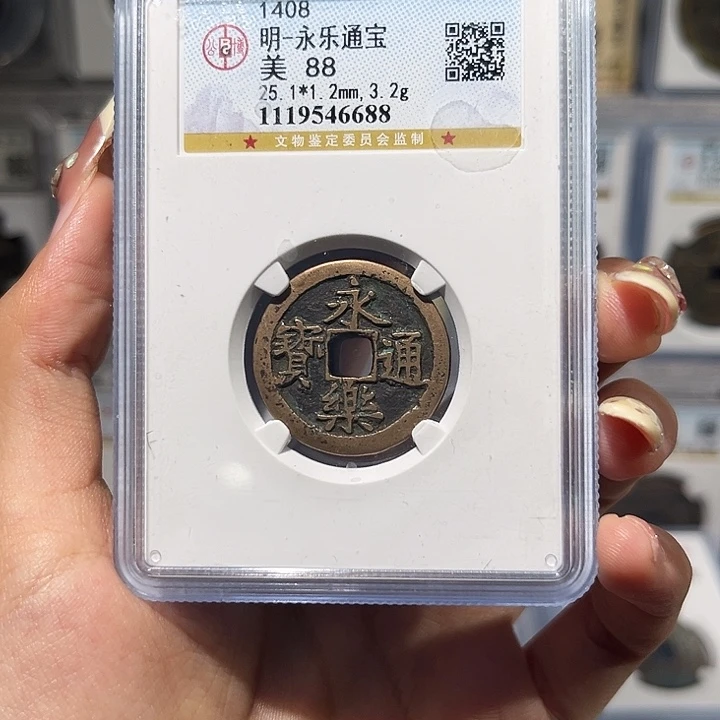 1408
明-永乐通宝
美 88
25.1*1.2mm,3.2g
1119546688
★ 文物鉴定委员会监制 ★
永樂通寶